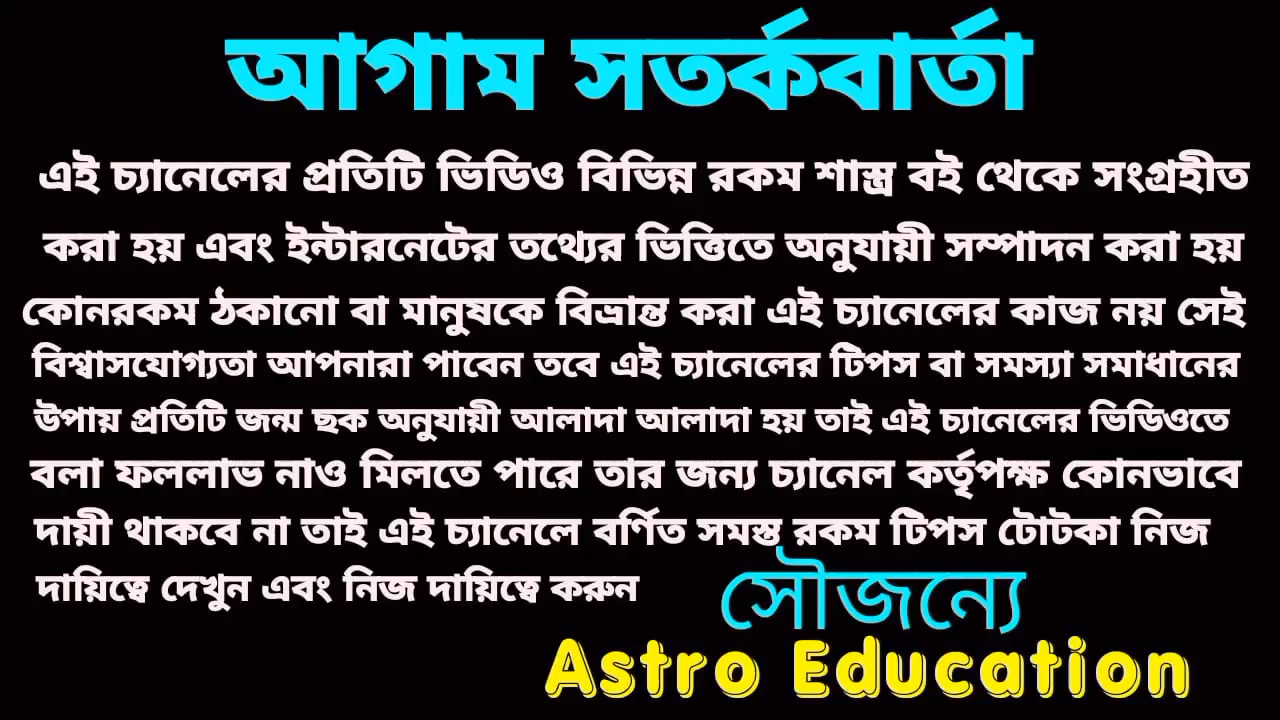 আগাম সতর্কবার্তা
এই চ্যানেলের প্রতিটি ভিডিও বিভিন্ন রকম শাস্ত্র বই থেকে সংগ্রহীত
করা হয় এবং ইন্টারনেটের তথ্যের ভিত্তিতে অনুযায়ী সম্পাদন করা হয়
কোনরকম ঠকানো বা মানুষকে বিভ্রান্ত করা এই চ্যানেলের কাজ নয় সেই
বিশ্বাসযোগ্যতা আপনারা পাবেন তবে এই চ্যানেলের টিপস বা সমস্যা সমাধানের
উপায় প্রতিটি জন্ম ছক অনুযায়ী আলাদা আলাদা হয় তাই এই চ্যানেলের ভিডিওতে
বলা ফললাভ নাও মিলতে পারে তার জন্য চ্যানেল কর্তৃপক্ষ কোনভাবে
দায়ী থাকবে না তাই এই চ্যানেলে বর্ণিত সমস্ত রকম টিপস টোটকা নিজ
দায়িত্বে দেখুন এবং নিজ দায়িত্বে করুন
সৌজন্যে
Astro Education